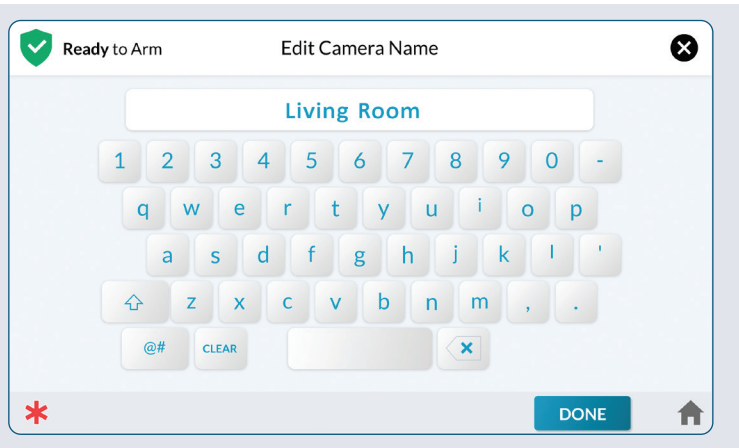 Ready to Arm
Edit Camera Name
Living Room
1 2 3 4 5 6 7 8 9 0 -
q w e r t y u i o p
a s d f g h j k l '
z x c v b n m , .
@# CLEAR
DONE